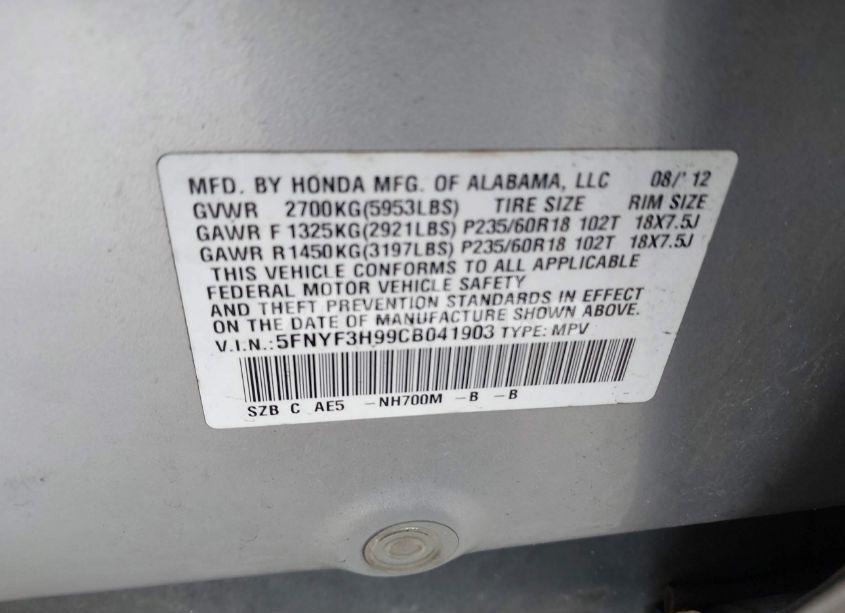 MFD. BY HONDA MFG. OF ALABAMA, LLC 08/' 12
GVWR 2700KG(5953LBS) TIRE SIZE RIM SIZE
GAWR F 1325KG(2921LBS) P235/60R18 102T 18X7.5J
GAWR R 1450KG(3197LBS) P235/60R18 102T 18X7.5J
THIS VEHICLE CONFORMS TO ALL APPLICABLE
FEDERAL MOTOR VEHICLE SAFETY
AND THEFT PREVENTION STANDARDS IN EFFECT
ON THE DATE OF MANUFACTURE SHOWN ABOVE.
V.I.N.:5FNYF3H99CB041903 TYPE: MPV
SZB C AE5 -NH700M -B -B